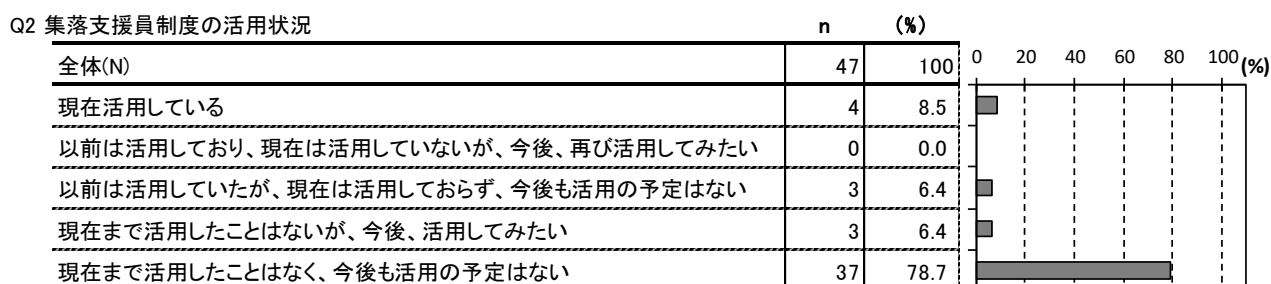 Q2 集落支援員制度の活用状況 n (%)
全体(N) 47 100 0 20 40 60 80 100 (%)
現在活用している 4 8.5
以前は活用しており、現在は活用していないが、今後、再び活用してみたい 0 0.0
以前は活用していたが、現在は活用しておらず、今後も活用の予定はない 3 6.4
現在まで活用したことはないが、今後、活用してみたい 3 6.4
現在まで活用したことはなく、今後も活用の予定はない 37 78.7